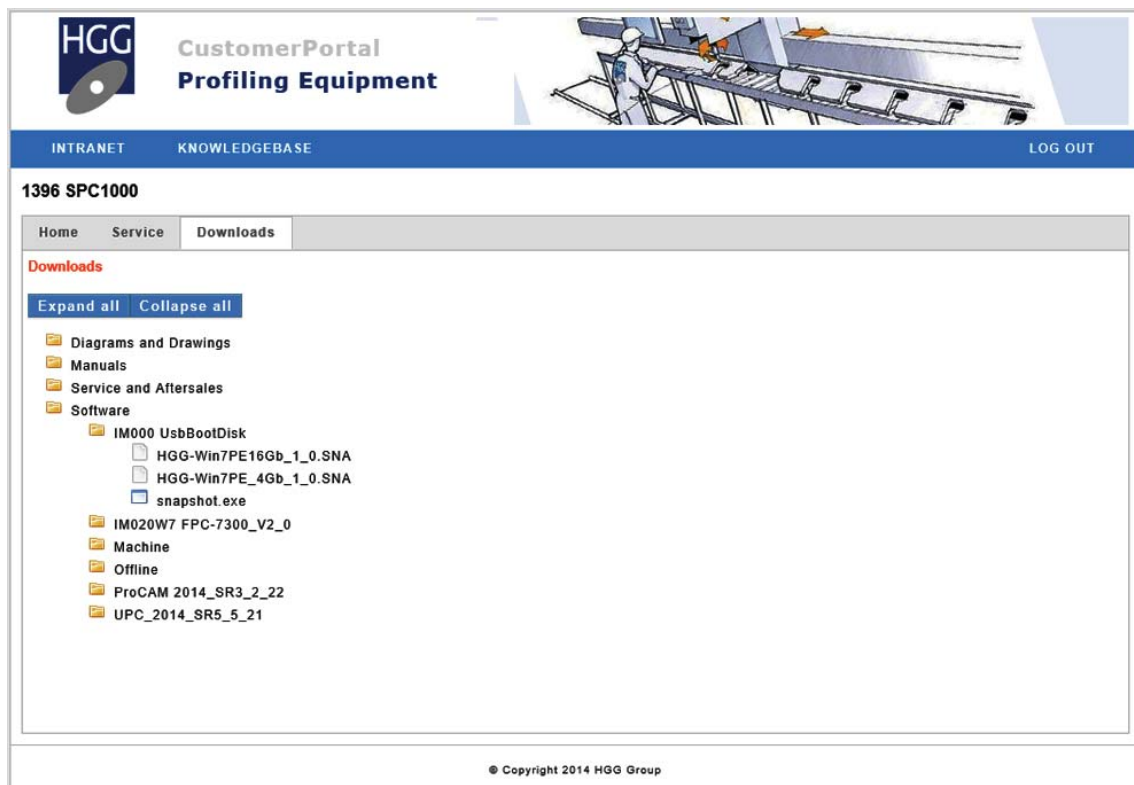 HGG
CustomerPortal
Profiling Equipment
INTRANET KNOWLEDGEBASE LOG OUT
1396 SPC1000
Home Service Downloads
Downloads
Expand all Collapse all
Diagrams and Drawings
Manuals
Service and Aftersales
Software
IM000 UsbBootDisk
HGG-Win7PE16Gb_1_0.SNA
HGG-Win7PE_4Gb_1_0.SNA
snapshot.exe
IM020W7 FPC-7300_V2_0
Machine
Offline
ProCAM 2014_SR3_2_22
UPC_2014_SR5_5_21
© Copyright 2014 HGG Group